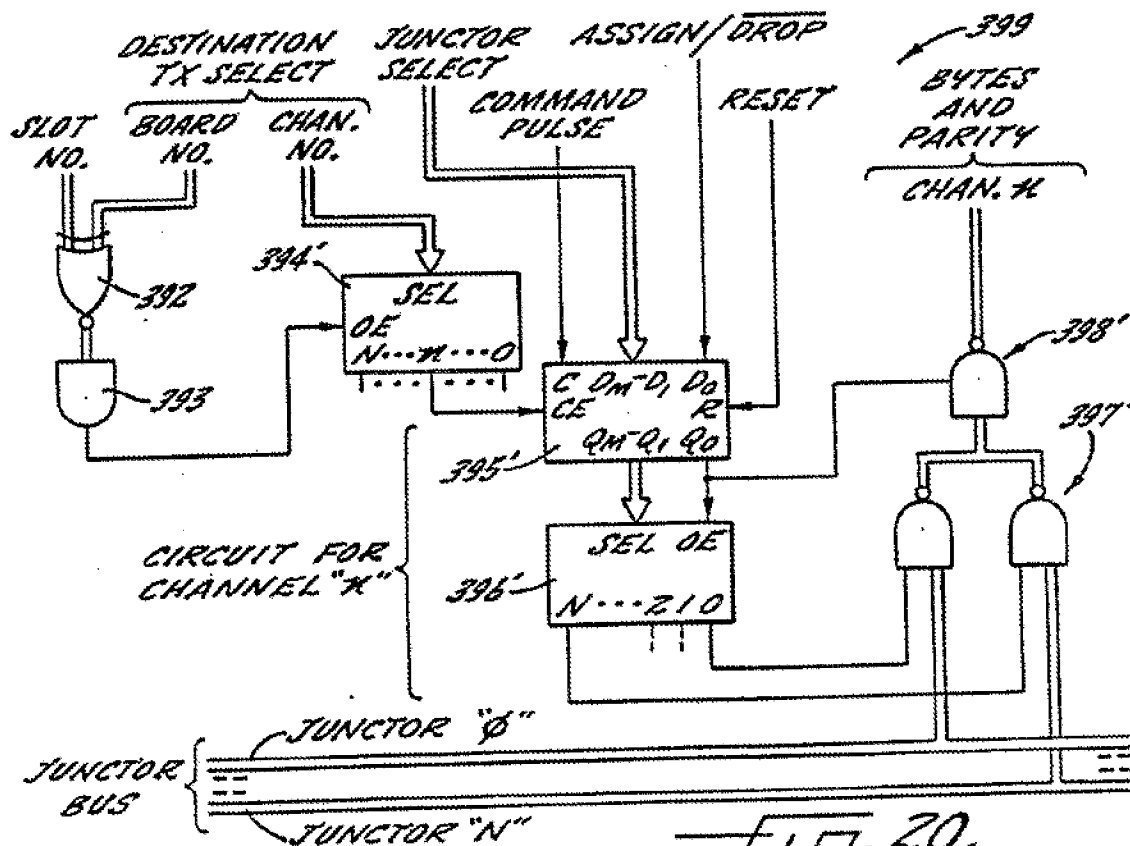 DESTINATION
TX SELECT
JUNCTOR
SELECT
ASSIGN/DROP
399
SLOT
NO.
BOARD
NO.
CHAN.
NO.
COMMAND
PULSE
RESET
BYTES
AND
PARITY
CHAN. n
392
394'
SEL
OE
N···n···O
393
C DM-D1 D0
CE R
QM-Q1 Q0
395'
398'
397'
CIRCUIT FOR
CHANNEL "n"
SEL OE
396'
N···2 1 0
JUNCTOR
BUS
JUNCTOR "Ø"
JUNCTOR "N"
20.